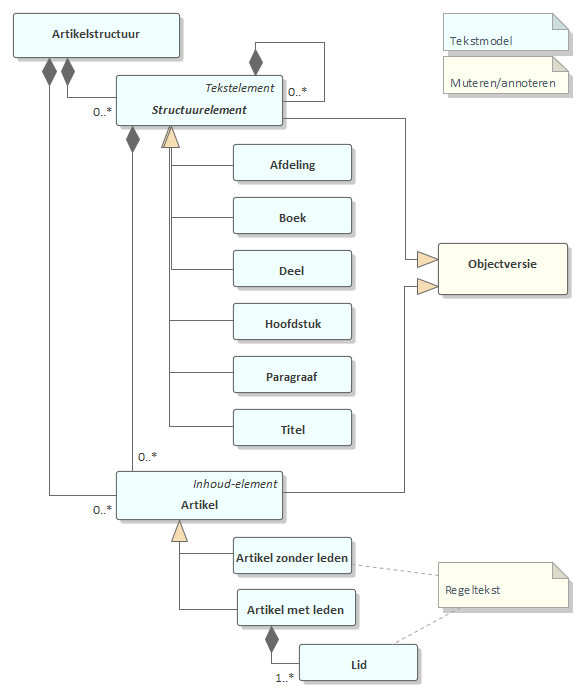 Artikelstructuur
Tekstmodel
Muteren/annoteren
Tekstelement
Structuurelement
0..*
0..*
Afdeling
Boek
Deel
Objectversie
Hoofdstuk
Paragraaf
Titel
0..*
Inhoud-element
Artikel
0..*
Artikel zonder leden
Regeltekst
Artikel met leden
Lid
1..*